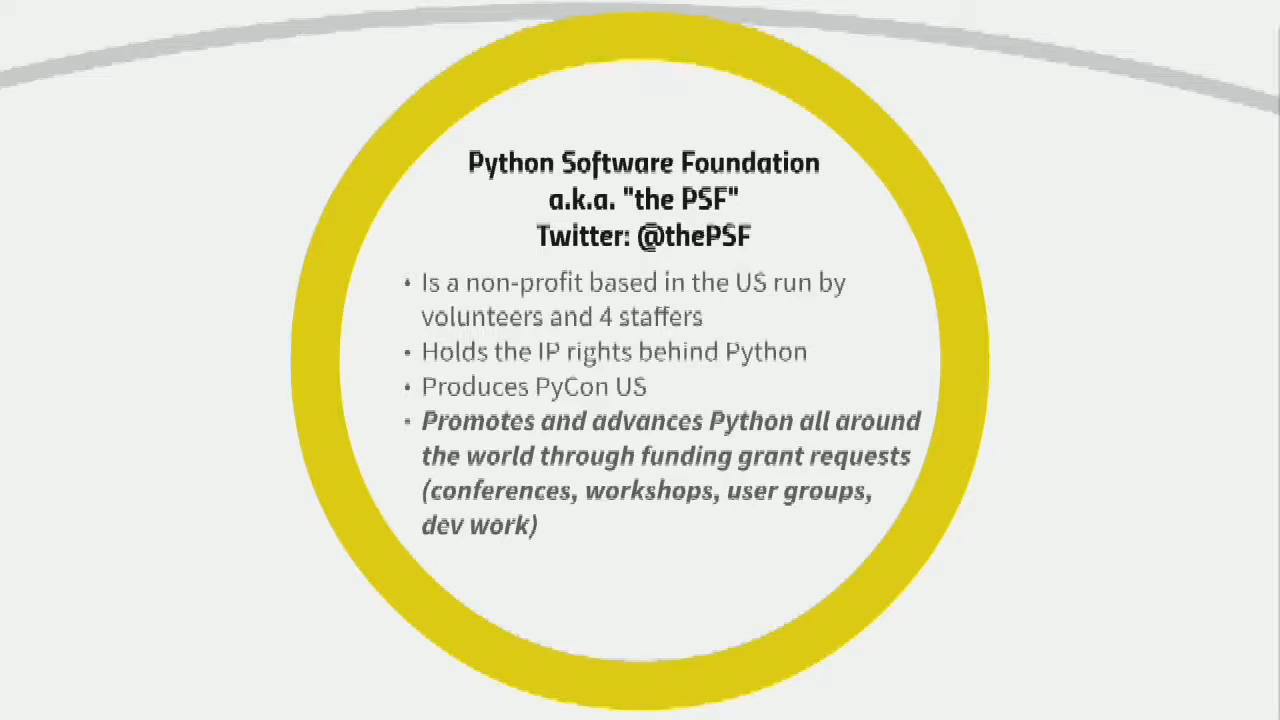 Python Software Foundation
a.k.a. "the PSF"
Twitter: @thePSF
• Is a non-profit based in the US run by
volunteers and 4 staffers
• Holds the IP rights behind Python
• Produces PyCon US
• Promotes and advances Python all around
the world through funding grant requests
(conferences, workshops, user groups,
dev work)